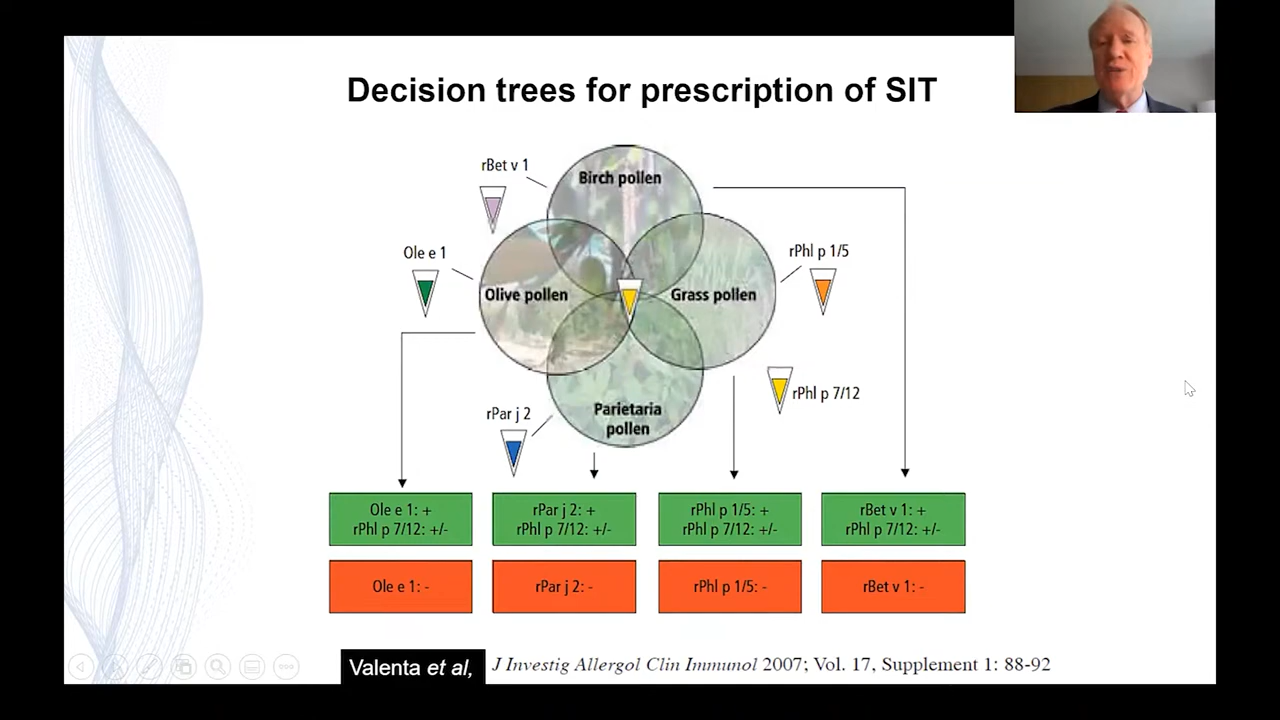 Decision trees for prescription of SIT
rBet v 1
Birch pollen
Ole e 1
rPhl p 1/5
Olive pollen
Grass pollen
rPhl p 7/12
rPar j 2
Parietaria
pollen
Ole e 1: +
rPhl p 7/12: +/-
rPar j 2: +
rPhl p 7/12: +/-
rPhl p 1/5: +
rPhl p 7/12: +/-
rBet v 1: +
rPhl p 7/12: +/-
Ole e 1: -
rPar j 2: -
rPhl p 1/5: -
rBet v 1: -
Valenta et al, J Investig Allergol Clin Immunol 2007; Vol. 17, Supplement 1: 88-92